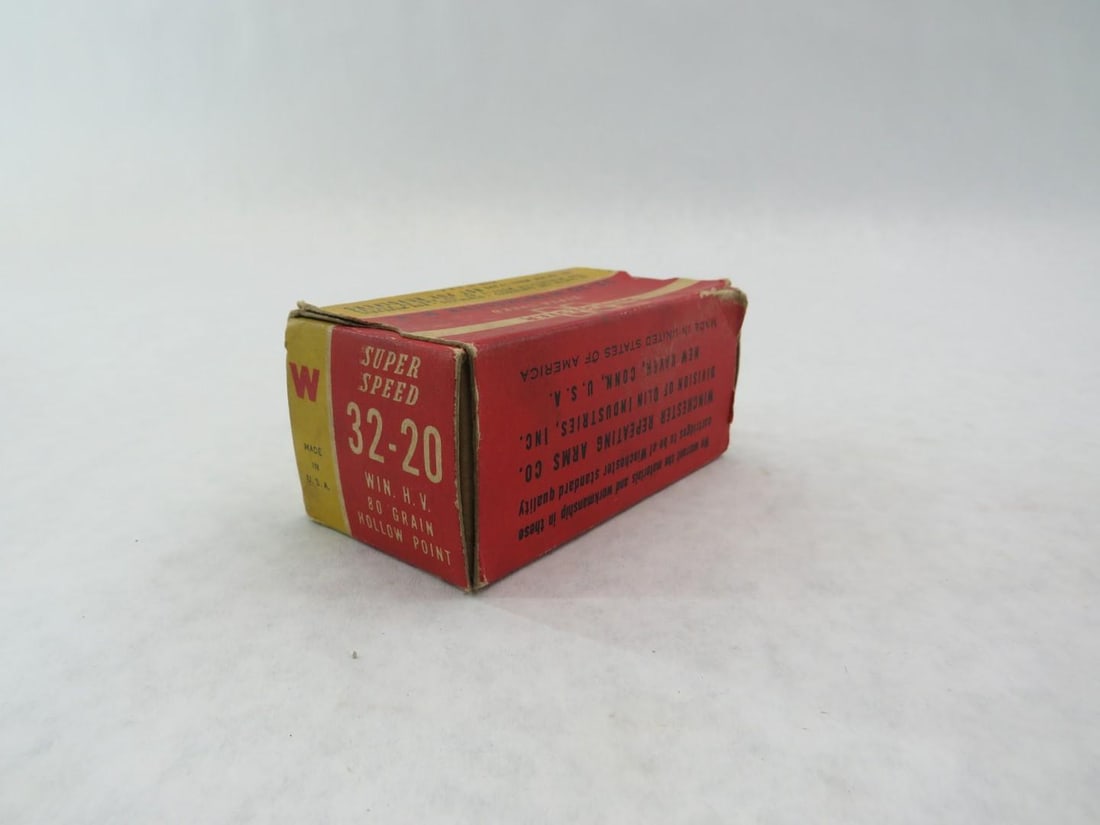 W
MADE
IN
U.S.A.
SUPER
SPEED
32-20
WIN. H. V.
80 GRAIN
HOLLOW POINT
We warrant the materials and workmanship in these
cartridges to be of Winchester standard quality
WINCHESTER REPEATING ARMS CO.
DIVISION OF OLIN INDUSTRIES, INC.
NEW HAVEN, CONN., U. S. A.
MADE IN UNITED STATES OF AMERICA